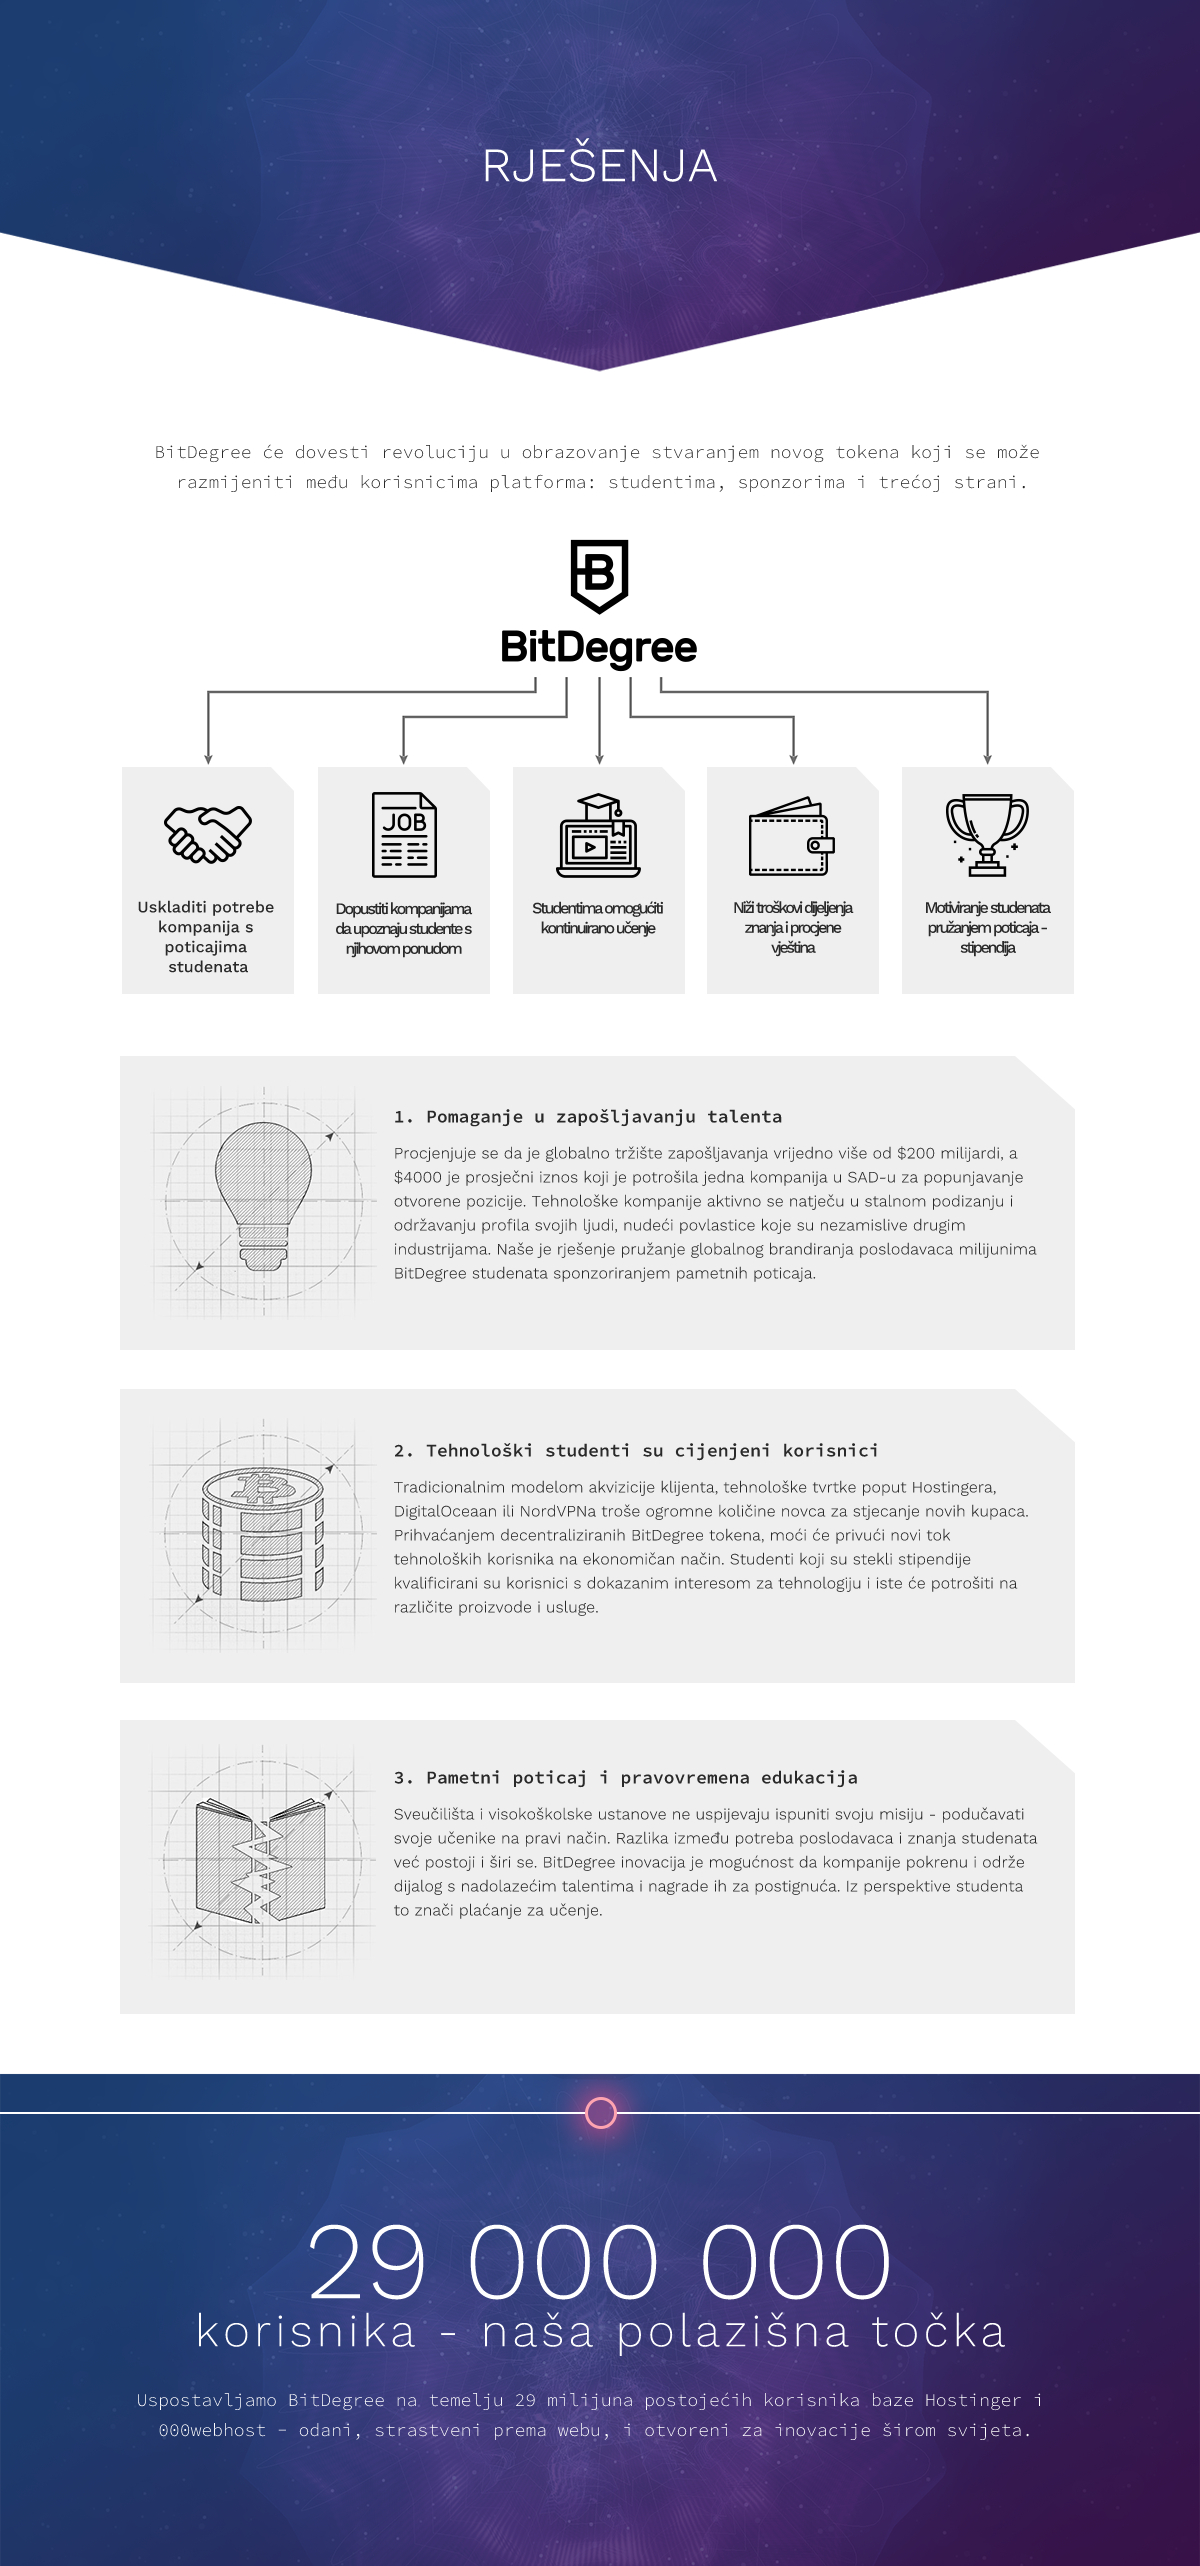 RJEŠENJA
BitDegree će dovesti revoluciju u obrazovanje stvaranjem novog tokena koji se može
razmijeniti među korisnicima platforma: studentima, sponzorima i trećoj strani.
B
BitDegree
Uskladiti potrebe
kompanija s
poticajima
studenata
JOB
Dopustiti kompanijama
da upoznaju studente s
njihovom ponudom
Studentima omogućiti
kontinuirano učenje
Niži troškovi dijeljenja
znanja i procjene
vještina
Motiviranje studenata
pružanjem poticaja -
stipendija
1. Pomaganje u zapošljavanju talenta
Procjenjuje se da je globalno tržište zapošljavanja vrijedno više od $200 milijardi, a
$4000 je prosječni iznos koji je potrošila jedna kompanija u SAD-u za popunjavanje
otvorene pozicije. Tehnološke kompanije aktivno se natječu u stalnom podizanju i
održavanju profila svojih ljudi, nudeći povlastice koje su nezamislive drugim
industrijama. Naše je rješenje pružanje globalnog brandiranja poslodavaca milijunima
BitDegree studenata sponzoriranjem pametnih poticaja.
2. Tehnološki studenti su cijenjeni korisnici
Tradicionalnim modelom akvizicije klijenta, tehnološke tvrtke poput Hostingera,
DigitalOceaan ili NordVPNa troše ogromne količine novca za stjecanje novih kupaca.
Prihvaćanjem decentraliziranih BitDegree tokena, moći će privući novi tok
tehnoloških korisnika na ekonomičan način. Studenti koji su stekli stipendije
kvalificirani su korisnici s dokazanim interesom za tehnologiju i iste će potrošiti na
različite proizvode i usluge.
3. Pametni poticaj i pravovremena edukacija
Sveučilišta i visokoškolske ustanove ne uspijevaju ispuniti svoju misiju - podučavati
svoje učenike na pravi način. Razlika između potreba poslodavaca i znanja studenata
već postoji i širi se. BitDegree inovacija je mogućnost da kompanije pokrenu i održe
dijalog s nadolazećim talentima i nagrade ih za postignuća. Iz perspektive studenta
to znači plaćanje za učenje.
29 000 000
korisnika - naša polazišna točka
Uspostavljamo BitDegree na temelju 29 milijuna postojećih korisnika baze Hostinger i
000webhost - odani, strastveni prema webu, i otvoreni za inovacije širom svijeta.